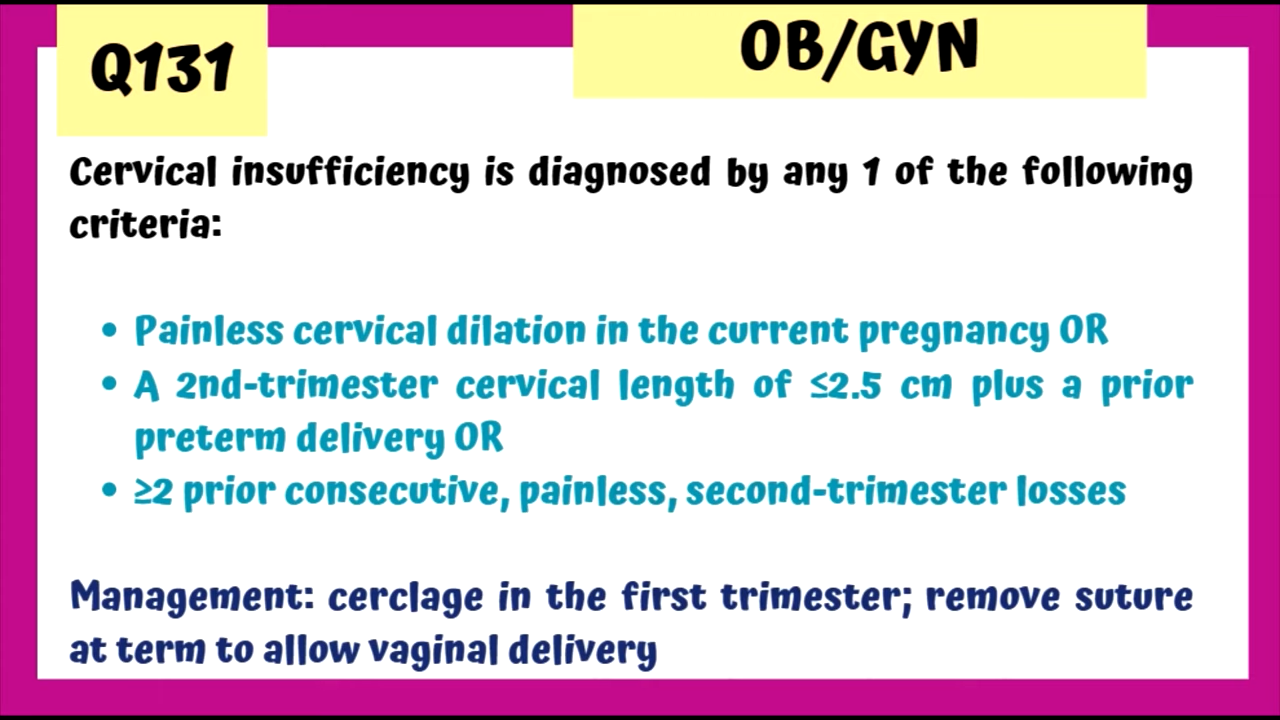 Q131
OB/GYN
Cervical insufficiency is diagnosed by any 1 of the following
criteria:
• Painless cervical dilation in the current pregnancy OR
• A 2nd-trimester cervical length of ≤2.5 cm plus a prior
preterm delivery OR
• ≥2 prior consecutive, painless, second-trimester losses
Management: cerclage in the first trimester; remove suture
at term to allow vaginal delivery